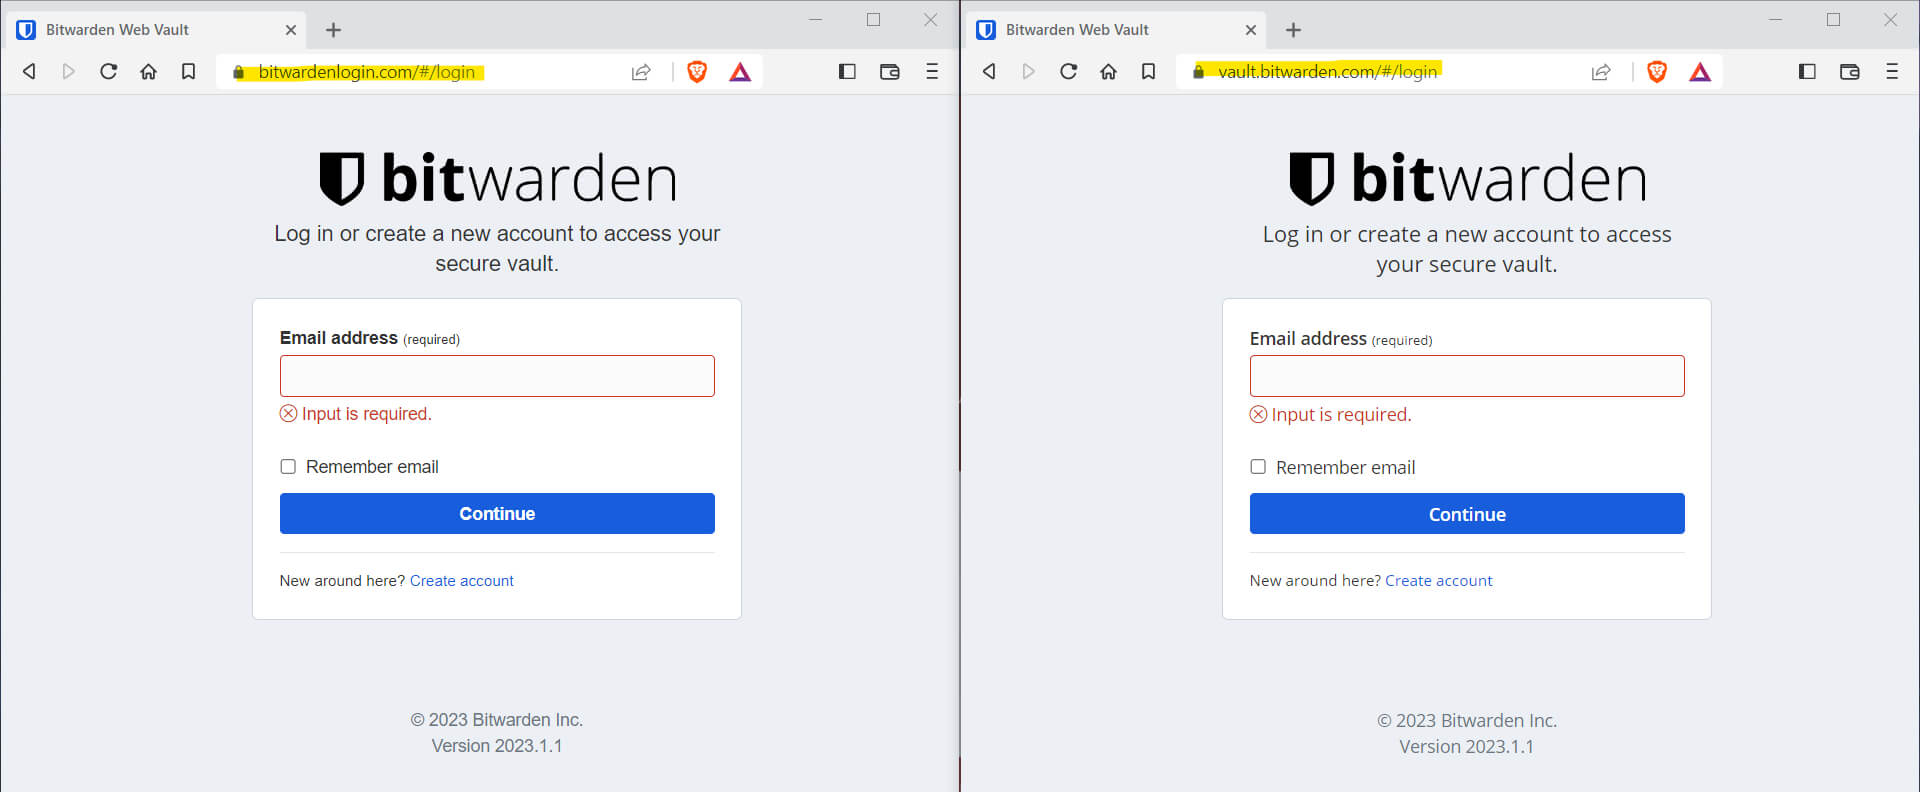 Bitwarden Web Vault
bitwardenlogin.com/#/login
bitwarden
Log in or create a new account to access your
secure vault.
Email address (required)
Input is required.
Remember email
Continue
New around here? Create account
© 2023 Bitwarden Inc.
Version 2023.1.1
Bitwarden Web Vault
vault.bitwarden.com/#/login
bitwarden
Log in or create a new account to access
your secure vault.
Email address (required)
Input is required.
Remember email
Continue
New around here? Create account
© 2023 Bitwarden Inc.
Version 2023.1.1